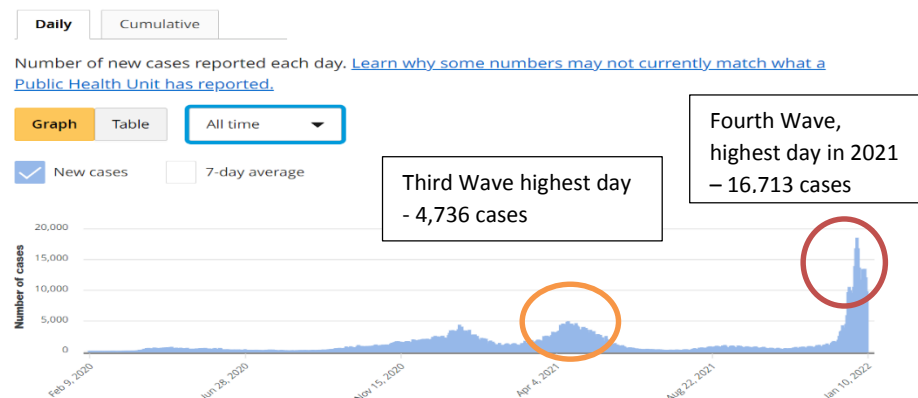 Daily
Cumulative
Number of new cases reported each day. Learn why some numbers may not currently match what a
Public Health Unit has reported.
Graph
Table
All time
New cases
7-day average
Third Wave highest day
- 4,736 cases
Fourth Wave,
highest day in 2021
– 16,713 cases
Number of cases
20,000
15,000
10,000
5,000
0
Feb 9, 2020
Jun 28, 2020
Nov 15, 2020
Apr 4, 2021
Aug 22, 2021
Jan 10, 2022